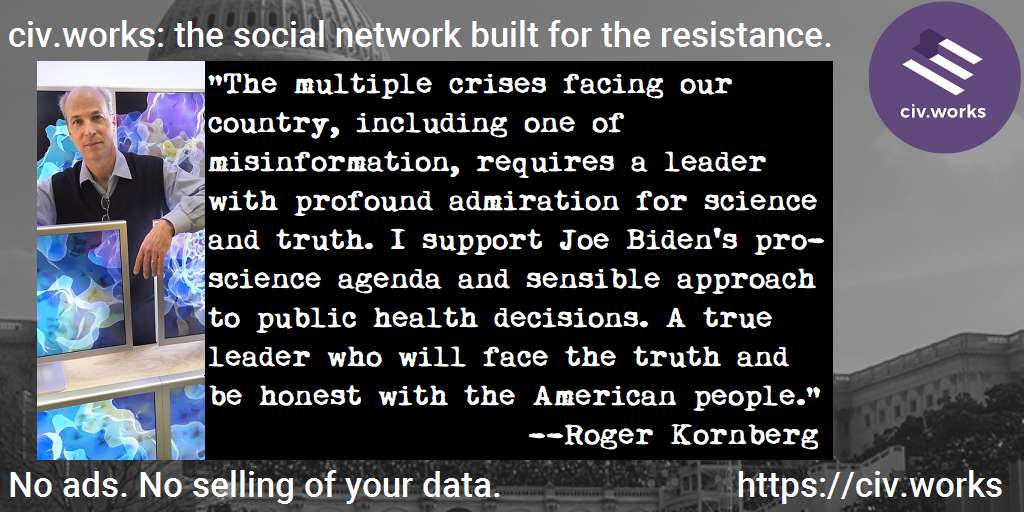 civ.works: the social network built for the resistance.
civ.works
"The multiple crises facing our
country, including one of
misinformation, requires a leader
with profound admiration for science
and truth. I support Joe Biden's pro-
science agenda and sensible approach
to public health decisions. A true
leader who will face the truth and
be honest with the American people."
--Roger Kornberg
No ads. No selling of your data.
https://civ.works